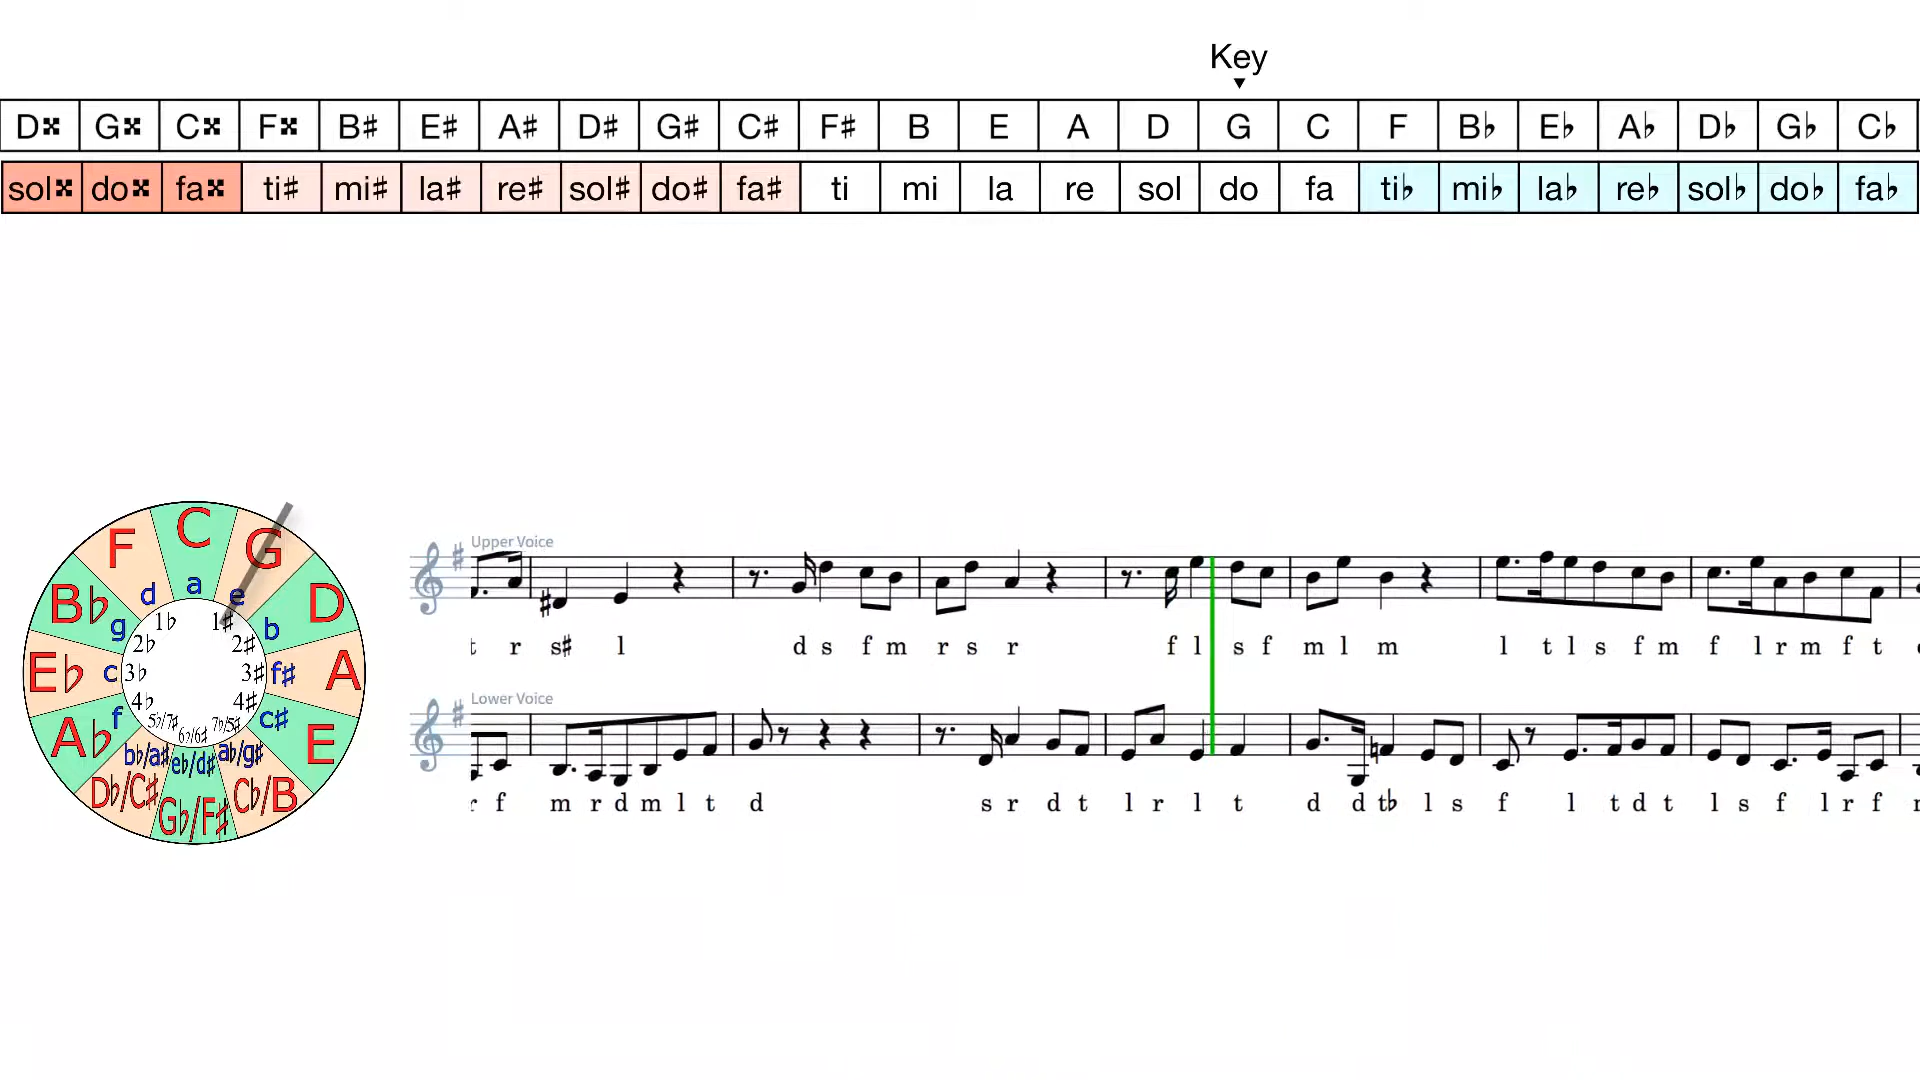 Key
D𝄪 G𝄪 C𝄪 F𝄪 B♯ E♯ A♯ D♯ G♯ C♯ F♯ B E A D G C F B♭ E♭ A♭ D♭ G♭ C♭
sol𝄪 do𝄪 fa𝄪 ti♯ mi♯ la♯ re♯ sol♯ do♯ fa♯ ti mi la re sol do fa ti♭ mi♭ la♭ re♭ sol♭ do♭ fa♭
C
F G
B♭ D
E♭ A
A♭ E
D♭/C♯ C♭/B
G♭/F♯
a
d e
g b
c f♯
f c♯
b♭/a♯ a♭/g♯
e♭/d♯
1♭ 1♯
2♭ 2♯
3♭ 3♯
4♭ 4♯
5♭/7♯ 7♭/5♯
6♭/6♯
Upper Voice
t r s♯ l d s f m r s r f l s f m l m l t l s f m f l r m f t
Lower Voice
r f m r d m l t d s r d t l r l t d d t♭ l s f l t d t l s f l r f